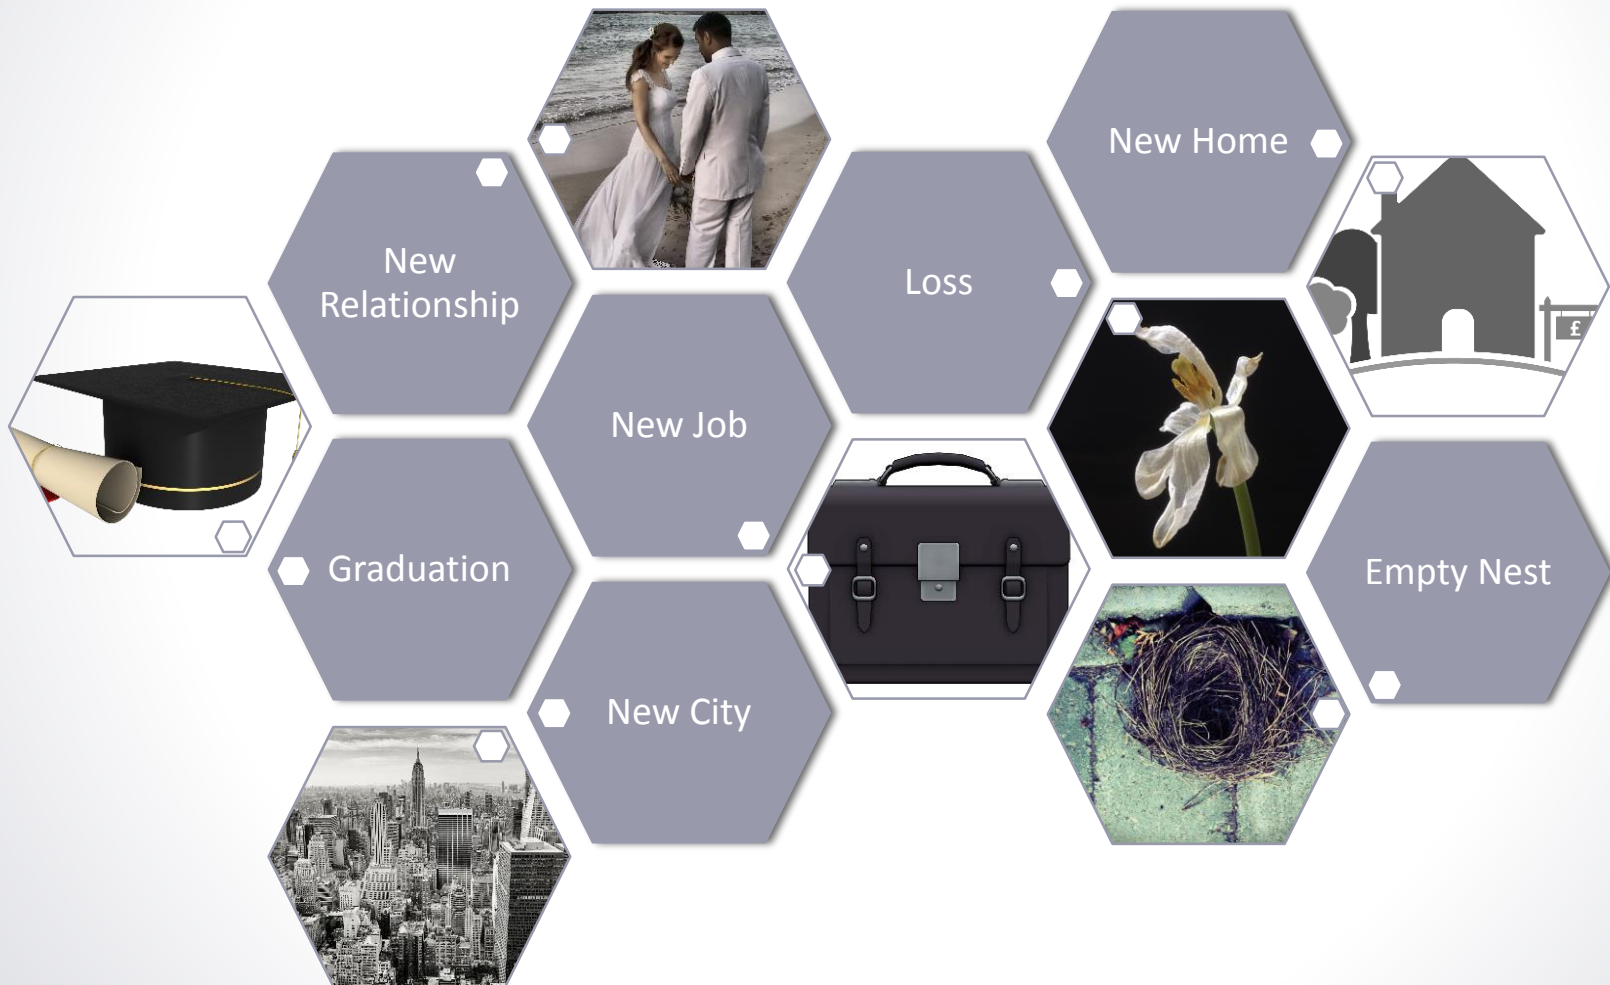 New Home
New
Relationship
Loss
£
New Job
Graduation
Empty Nest
New City